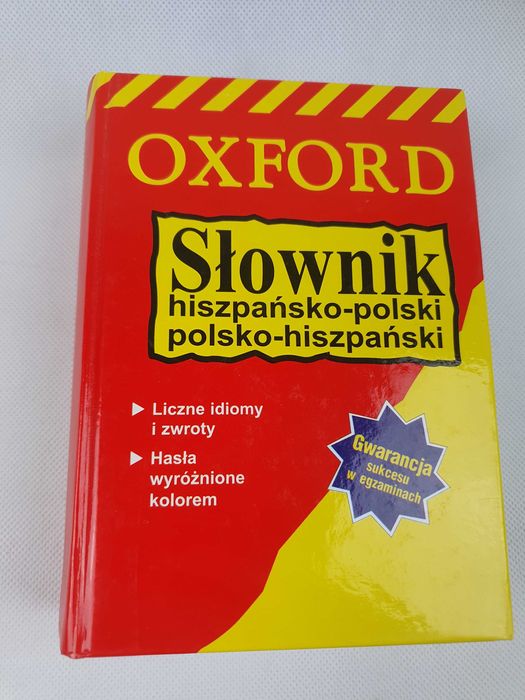 OXFORD
Słownik
hiszpańsko-polski
polsko-hiszpański
Liczne idiomy
i zwroty
Hasła
wyróżnione
kolorem
Gwarancja
sukcesu
w egzaminach